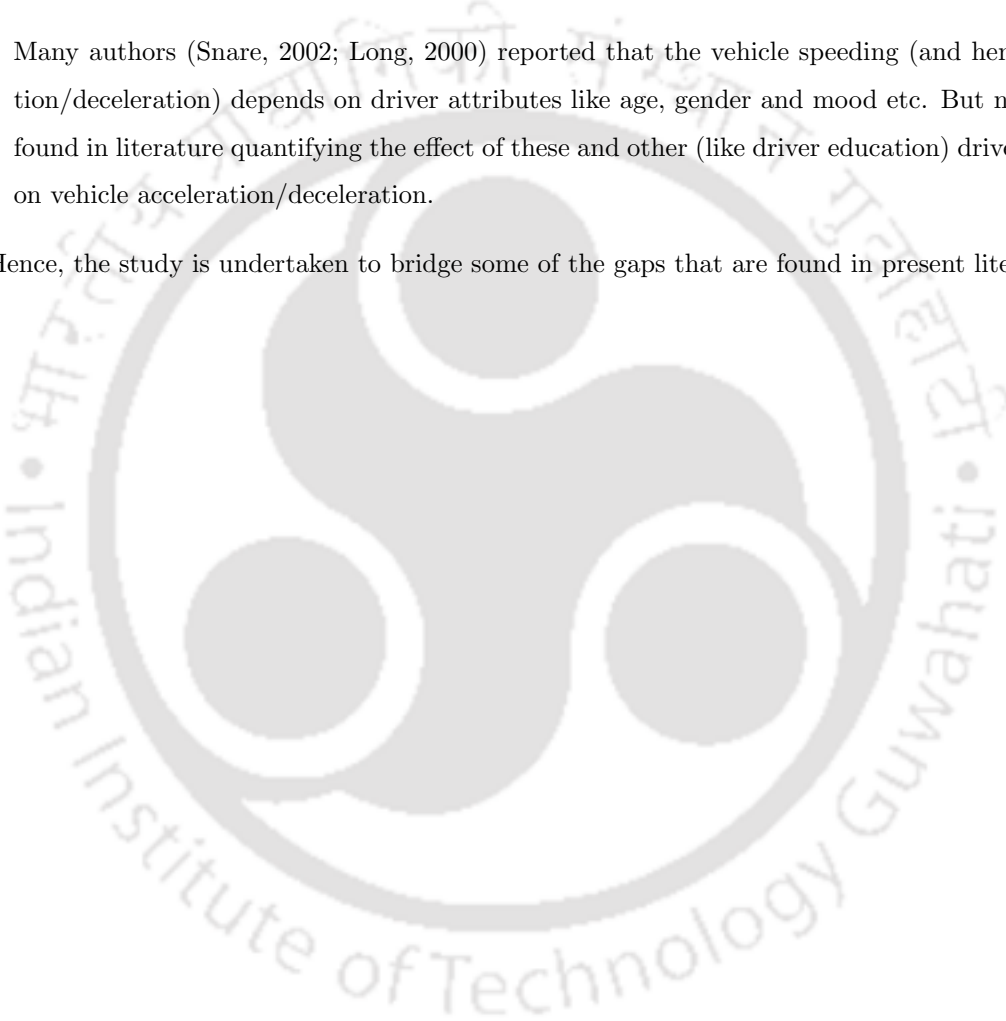 Many authors (Snare, 2002; Long, 2000) reported that the vehicle speeding (and
tion/deceleration) depends on driver attributes like age, gender and mood etc. But
found in literature quantifying the effect of these and other (like driver education)
on vehicle acceleration/deceleration.
Hence, the study is undertaken to bridge some of the gaps that are found in present
भारतीय प्रौद्योगिकी संस्थान गुवाहाटी
Indian Institute of Technology Guwahati